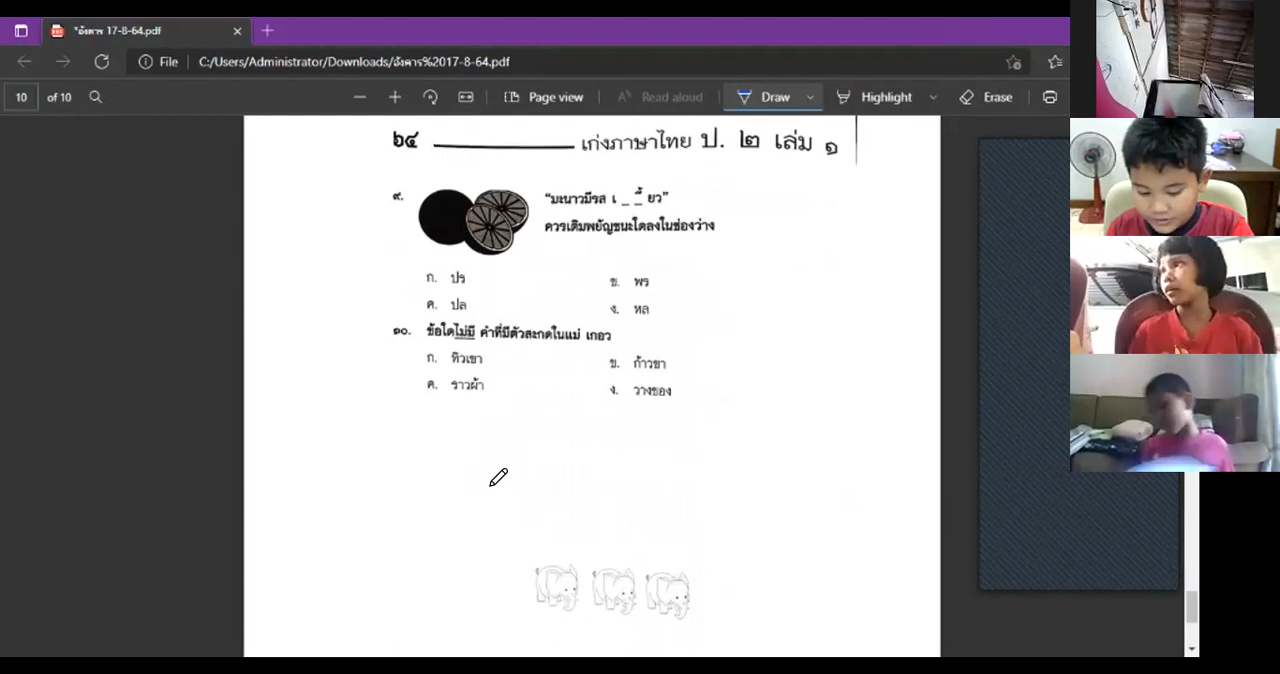 *อังคาร 17-8-64.pdf
File C:/Users/Administrator/Downloads/อังคาร%2017-8-64.pdf
10 of 10 Page view Read aloud Draw Highlight Erase
๖๔ เก่งภาษาไทย ป. ๒ เล่ม ๑
๙. "มะนาวมีรส เ _ _ี้ ยว"
ควรเติมพยัญชนะใดลงในช่องว่าง
ก. ปร ข. พร
ค. ปล ง. หล
๑๐. ข้อใดไม่มี คำที่มีตัวสะกดในแม่ เกอว
ก. ทิวเขา ข. ก้าวขา
ค. ราวผ้า ง. วางของ